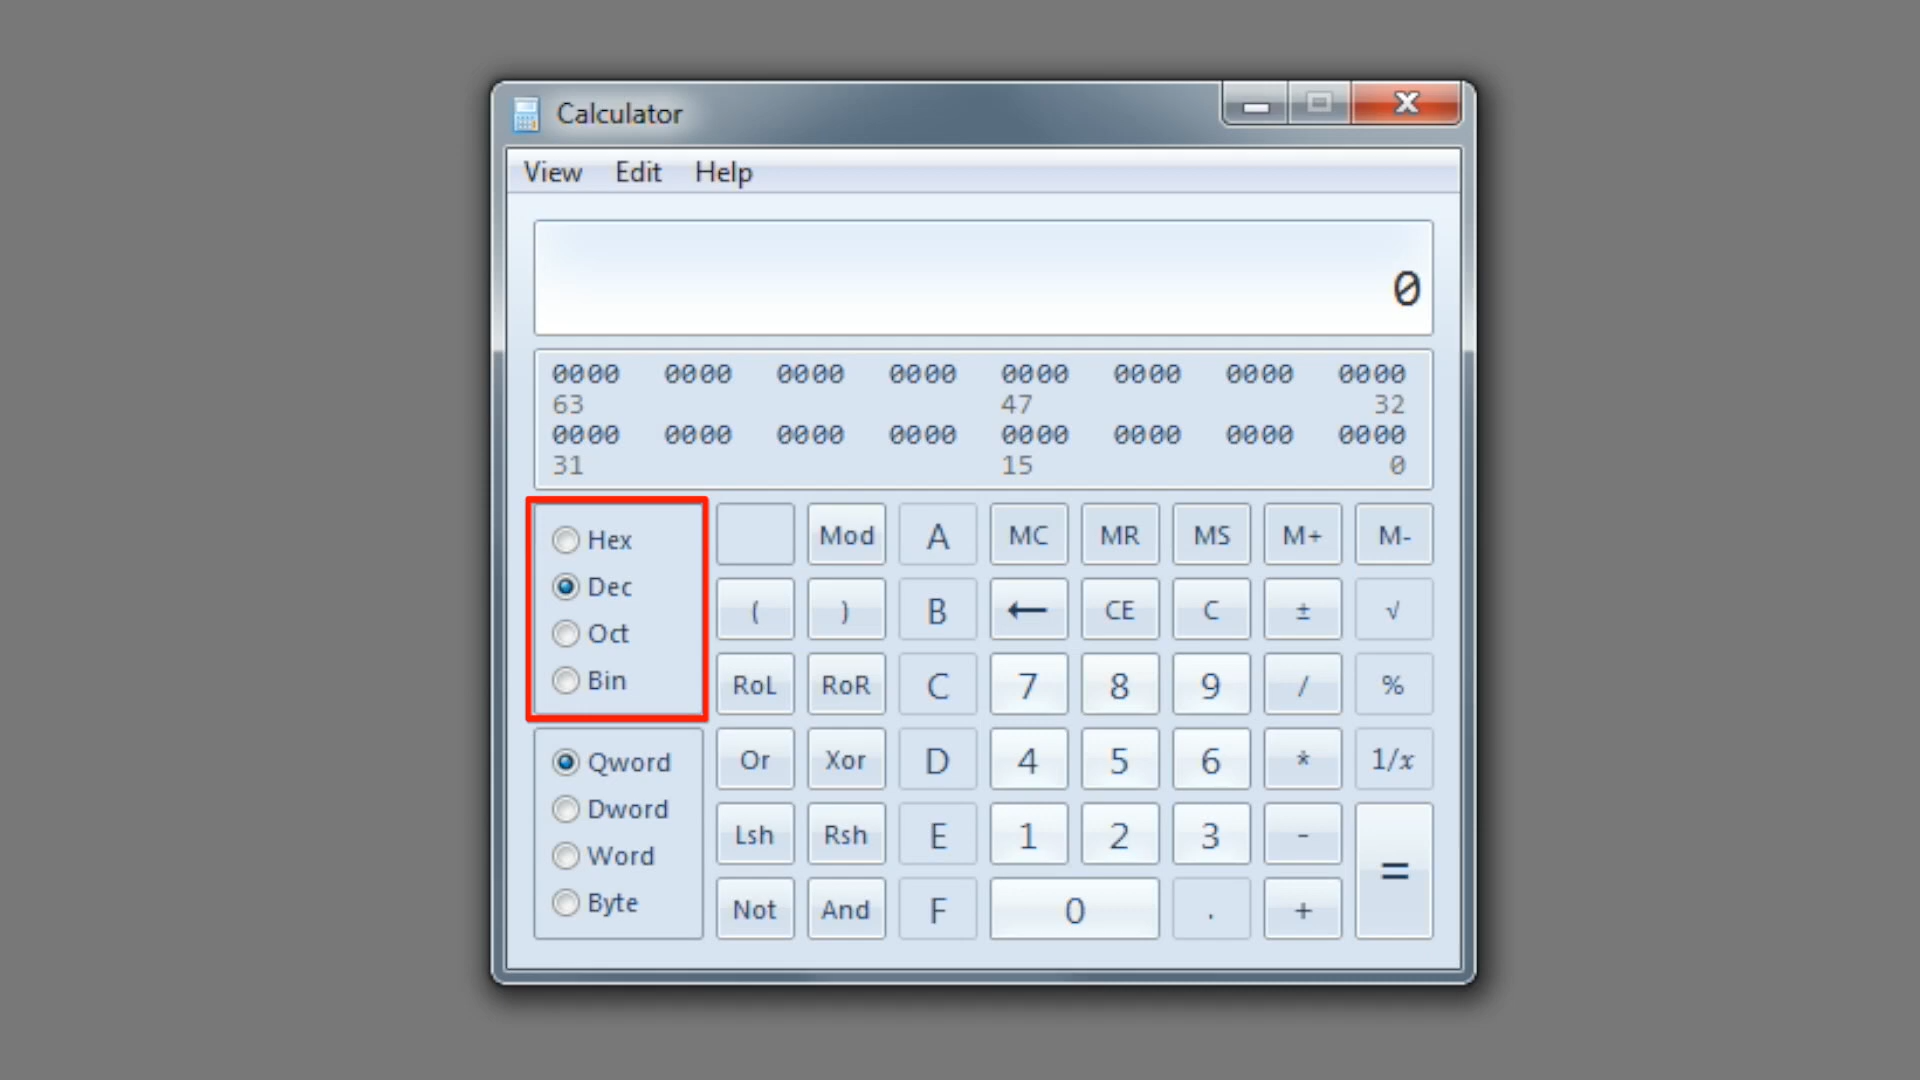 Calculator
View Edit Help
0
0000 0000 0000 0000 0000 0000 0000 0000
63 47 32
0000 0000 0000 0000 0000 0000 0000 0000
31 15 0
Hex
Dec
Oct
Bin
Qword
Dword
Word
Byte
Mod A MC MR MS M+ M-
( ) B ← CE C ± √
RoL RoR C 7 8 9 / %
Or Xor D 4 5 6 * 1/x
Lsh Rsh E 1 2 3 - =
Not And F 0 . +